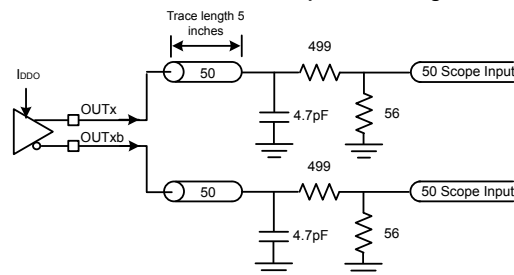 Trace length 5
inches
IDDO
OUTx
50
499
4.7pF
56
50 Scope Input
OUTxb
50
499
4.7pF
56
50 Scope Input